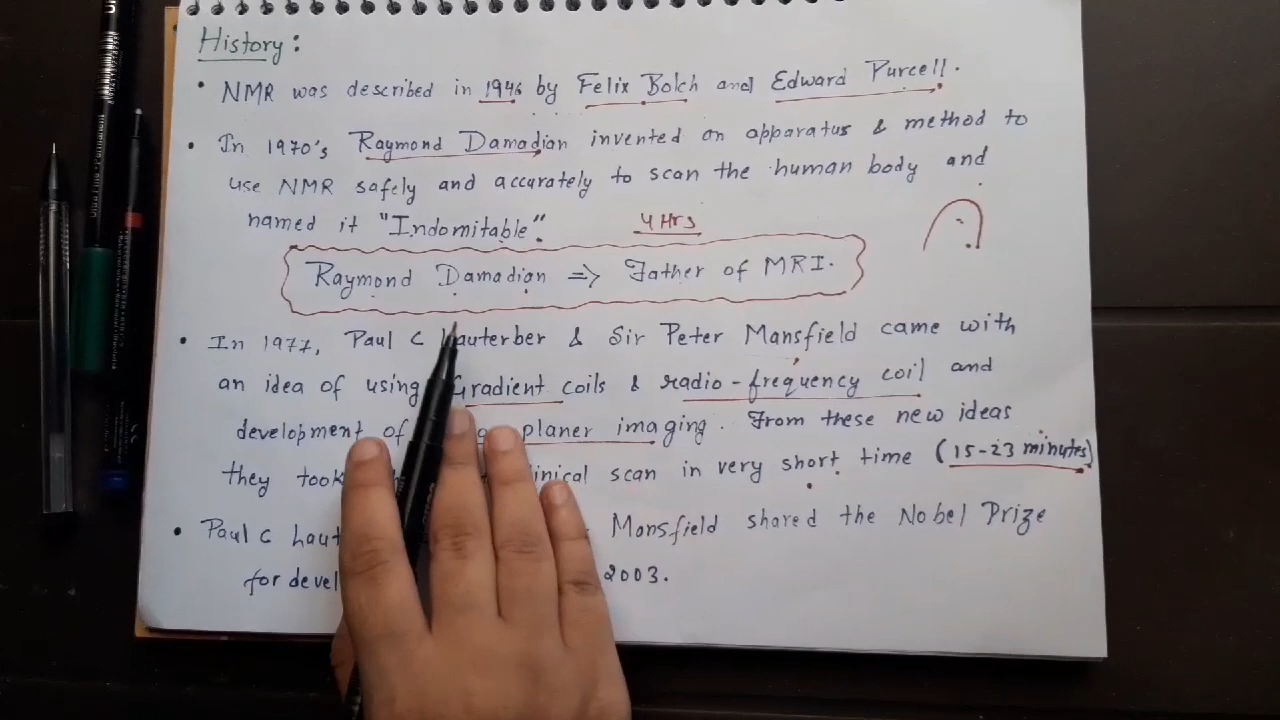 History:
• NMR was described in 1946 by Felix Bolch and Edward Purcell.
• In 1970's Raymond Damadian invented an apparatus & method to
use NMR safely and accurately to scan the human body and
named it "Indomitable".
4 Hrs
Raymond Damadian => Father of MRI.
• In 1977, Paul C Lauterber & Sir Peter Mansfield came with
an idea of using Gradient coils & radio-frequency coil and
development of planer imaging. From these new ideas
they took clinical scan in very short time (15-23 minutes)
• Paul C Mansfield shared the Nobel Prize
for 2003.